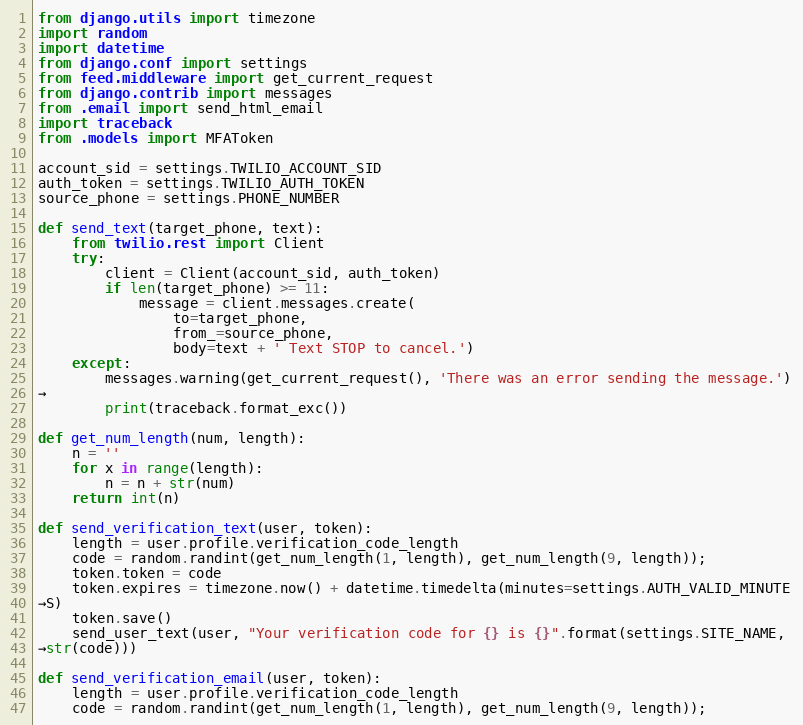 1 from django.utils import timezone
2 import random
3 import datetime
4 from django.conf import settings
5 from feed.middleware import get_current_request
6 from django.contrib import messages
7 from .email import send_html_email
8 import traceback
9 from .models import MFAToken
10
11 account_sid = settings.TWILIO_ACCOUNT_SID
12 auth_token = settings.TWILIO_AUTH_TOKEN
13 source_phone = settings.PHONE_NUMBER
14
15 def send_text(target_phone, text):
16     from twilio.rest import Client
17     try:
18         client = Client(account_sid, auth_token)
19         if len(target_phone) >= 11:
20             message = client.messages.create(
21                 to=target_phone,
22                 from_=source_phone,
23                 body=text + ' Text STOP to cancel.')
24     except:
25         messages.warning(get_current_request(), 'There was an error sending the message.')
26 →
27         print(traceback.format_exc())
28
29 def get_num_length(num, length):
30     n = ''
31     for x in range(length):
32         n = n + str(num)
33     return int(n)
34
35 def send_verification_text(user, token):
36     length = user.profile.verification_code_length
37     code = random.randint(get_num_length(1, length), get_num_length(9, length));
38     token.token = code
39     token.expires = timezone.now() + datetime.timedelta(minutes=settings.AUTH_VALID_MINUTE
40 →S)
41     token.save()
42     send_user_text(user, "Your verification code for {} is {}".format(settings.SITE_NAME,
43 →str(code)))
44
45 def send_verification_email(user, token):
46     length = user.profile.verification_code_length
47     code = random.randint(get_num_length(1, length), get_num_length(9, length));